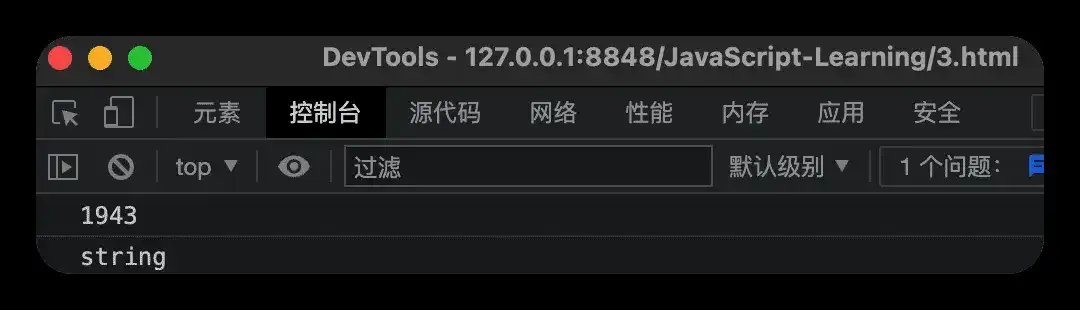 DevTools - 127.0.0.1:8848/JavaScript-Learning/3.html
元素 控制台 源代码 网络 性能 内存 应用 安全
top ▼ 过滤 默认级别 ▼ 1 个问题：
1943
string